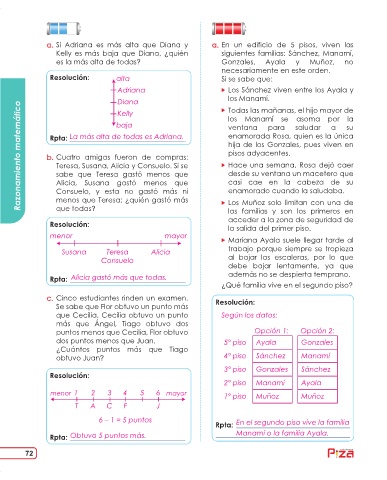 a. Si Adriana es más alta que Diana y
Kelly es más baja que Diana, ¿quién
es la más alta de todas?
Resolución:
alta
Adriana
Diana
Kelly
baja
Rpta: La más alta de todas es Adriana.
b. Cuatro amigas fueron de compras:
Teresa, Susana, Alicia y Consuelo. Si se
sabe que Teresa gastó menos que
Alicia, Susana gastó menos que
Consuelo, y esta no gastó más ni
menos que Teresa; ¿quién gastó más
que todas?
Resolución:
menor mayor
Susana Teresa Alicia
Consuelo
Rpta: Alicia gastó más que todas.
c. Cinco estudiantes rinden un examen.
Se sabe que Flor obtuvo un punto más
que Cecilia, Cecilia obtuvo un punto
más que Ángel, Tiago obtuvo dos
puntos menos que Cecilia, Flor obtuvo
dos puntos menos que Juan.
¿Cuántos puntos más que Tiago
obtuvo Juan?
Resolución:
menor 1 2 3 4 5 6 mayor
T A C F J
6 – 1 = 5 puntos
Rpta: Obtuvo 5 puntos más.
72
Razonamiento matemático
a. En un edificio de 5 pisos, viven las
siguientes familias: Sánchez, Manamí,
Gonzales, Ayala y Muñoz, no
necesariamente en este orden.
Si se sabe que:
Los Sánchez viven entre los Ayala y
los Manamí.
Todas las mañanas, el hijo mayor de
los Manamí se asoma por la
ventana para saludar a su
enamorada Rosa, quien es la única
hija de los Gonzales, pues viven en
pisos adyacentes.
Hace una semana, Rosa dejó caer
desde su ventana un macetero que
casi cae en la cabeza de su
enamorado cuando la saludaba.
Los Muñoz solo limitan con una de
las familias y son los primeros en
acceder a la zona de seguridad de
la salida del primer piso.
Mariana Ayala suele llegar tarde al
trabajo porque siempre se tropieza
al bajar las escaleras, por lo que
debe bajar lentamente, ya que
además no se despierta temprano.
¿Qué familia vive en el segundo piso?
Resolución:
Según los datos:
Opción 1: Opción 2:
5° piso Ayala Gonzales
4° piso Sánchez Manamí
3° piso Gonzales Sánchez
2° piso Manamí Ayala
1° piso Muñoz Muñoz
Rpta: En el segundo piso vive la familia
Manamí o la familia Ayala.
Pizza